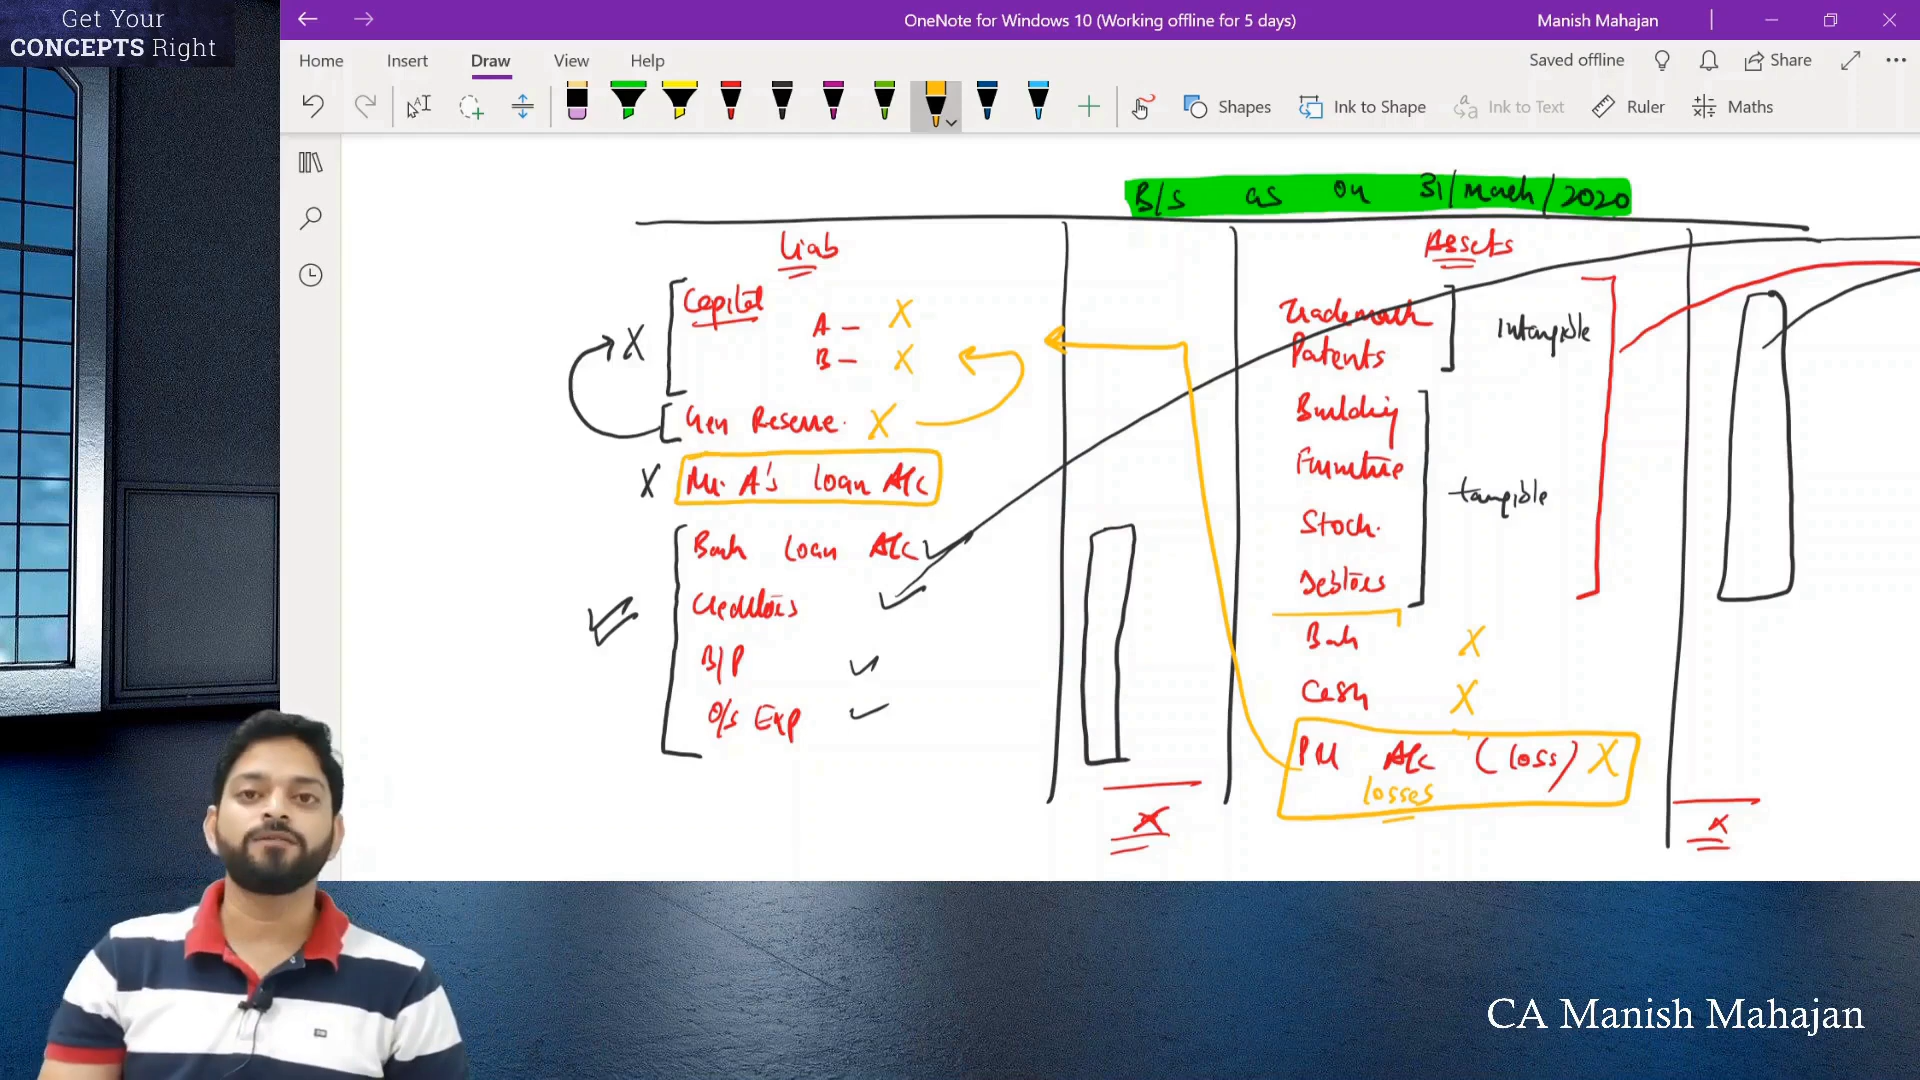 Get Your
CONCEPTS Right
OneNote for Windows 10 (Working offline for 5 days)
Manish Mahajan
Home Insert Draw View Help
Saved offline
Share
Shapes
Ink to Shape
Ink to Text
Ruler
Maths
B/S as on 31/march/2020
Liab
Assets
Capital
A – X
B – X
X
Gen Reserve. X
X Mr. A's loan A/c
Bank loan A/c
Creditors
B/P
O/s Exp
X
Trademark
Patents
Intangible
Building
Furniture
Stock.
Debtors
tangible
Bank X
Cash X
P&L A/c (loss) X
losses
X
CA Manish Mahajan